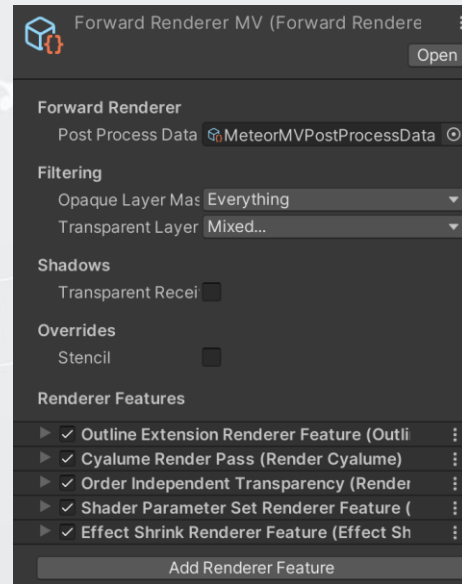 Forward Renderer MV (Forward Rendere
Open
Forward Renderer
Post Process Data MeteorMVPostProcessData
Filtering
Opaque Layer Mas Everything
Transparent Layer Mixed...
Shadows
Transparent Recei
Overrides
Stencil
Renderer Features
Outline Extension Renderer Feature (Outli
Cyalume Render Pass (Render Cyalume)
Order Independent Transparency (Render
Shader Parameter Set Renderer Feature (
Effect Shrink Renderer Feature (Effect Sh
Add Renderer Feature